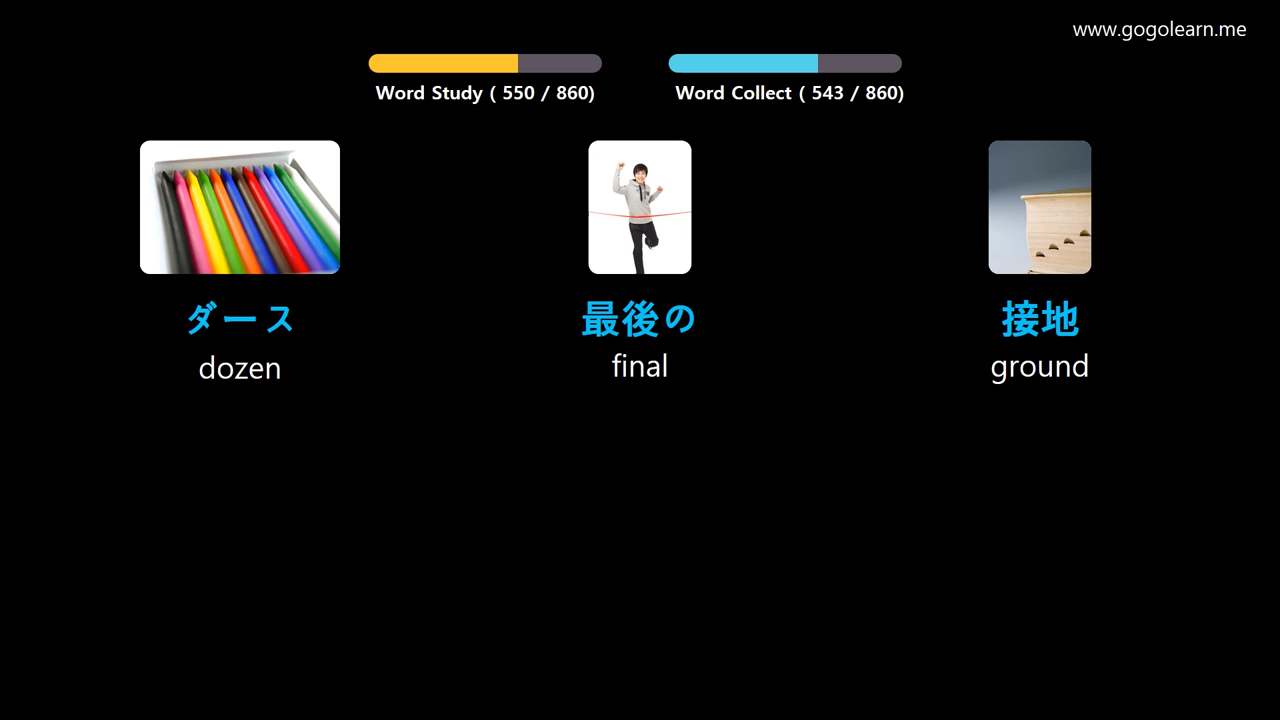 www.gogolearn.me
Word Study ( 550 / 860)
Word Collect ( 543 / 860)
ダース
最後の
接地
dozen
final
ground